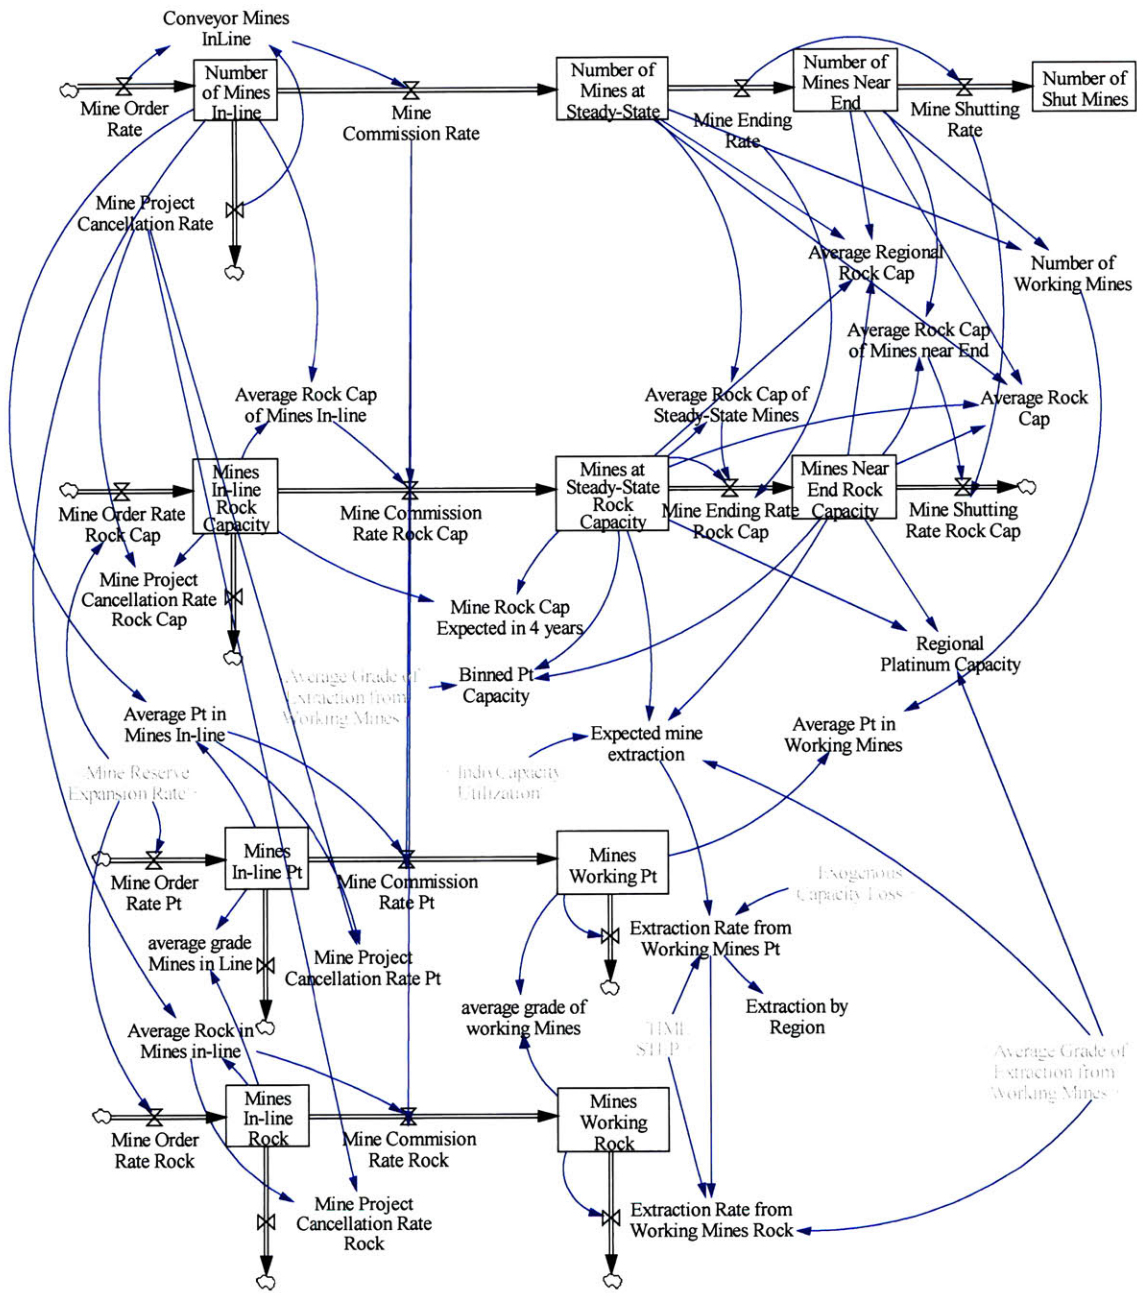 Conveyor Mines
InLine
Number
of Mines
In-line
Number of
Mines at
Steady-State
Number of
Mines Near
End
Number of
Shut Mines
Mine Order
Rate
Mine
Commission Rate
Mine Ending
Rate
Mine Shutting
Rate
Mine Project
Cancellation Rate
Average Regional
Rock Cap
Number of
Working Mines
Average Rock Cap
of Mines near End
Average Rock Cap
of Mines In-line
Average Rock Cap of
Steady-State Mines
Average Rock
Cap
Mines
In-line
Rock
Capacity
Mines at
Steady-State
Rock
Capacity
Mines Near
End Rock
Capacity
Mine Order Rate
Rock Cap
Mine Commission
Rate Rock Cap
Mine Ending Rate
Rock Cap
Mine Shutting
Rate Rock Cap
Mine Project
Cancellation Rate
Rock Cap
Mine Rock Cap
Expected in 4 years
Regional
Platinum Capacity
Average Grade of
Extraction from
Working Mines
Binned Pt
Capacity
Average Pt in
Mines In-line
Expected mine
extraction
Average Pt in
Working Mines
Mine Reserve
Expansion Rate
Indiv Capacity
Utilization
Mines
In-line Pt
Mines
Working Pt
Mine Order
Rate Pt
Mine Commission
Rate Pt
Exogenous
Capacity Loss
average grade
Mines in Line
Mine Project
Cancellation Rate Pt
Extraction Rate from
Working Mines Pt
average grade of
working Mines
Extraction by
Region
Average Rock in
Mines in-line
TIME
STEP
Average Grade of
Extraction from
Working Mines
Mines
In-line
Rock
Mines
Working
Rock
Mine Order
Rate Rock
Mine Commision
Rate Rock
Mine Project
Cancellation Rate
Rock
Extraction Rate from
Working Mines Rock